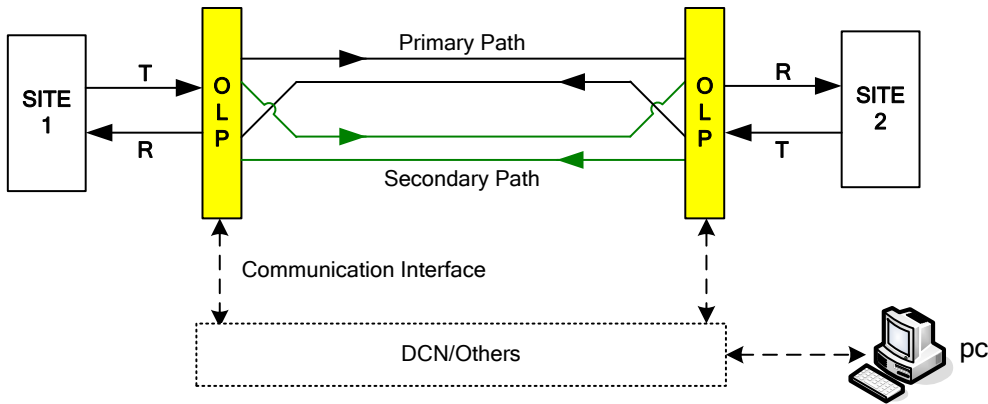 Primary Path
T
R
SITE
1
O
L
P
O
L
P
SITE
2
R
T
Secondary Path
Communication Interface
DCN/Others
pc